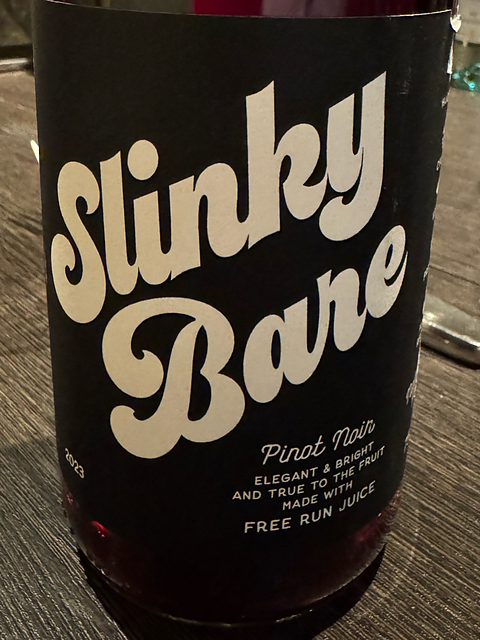 Slinky
Bare
2023
Pinot Noir
ELEGANT & BRIGHT
AND TRUE TO THE FRUIT
MADE WITH
FREE RUN JUICE